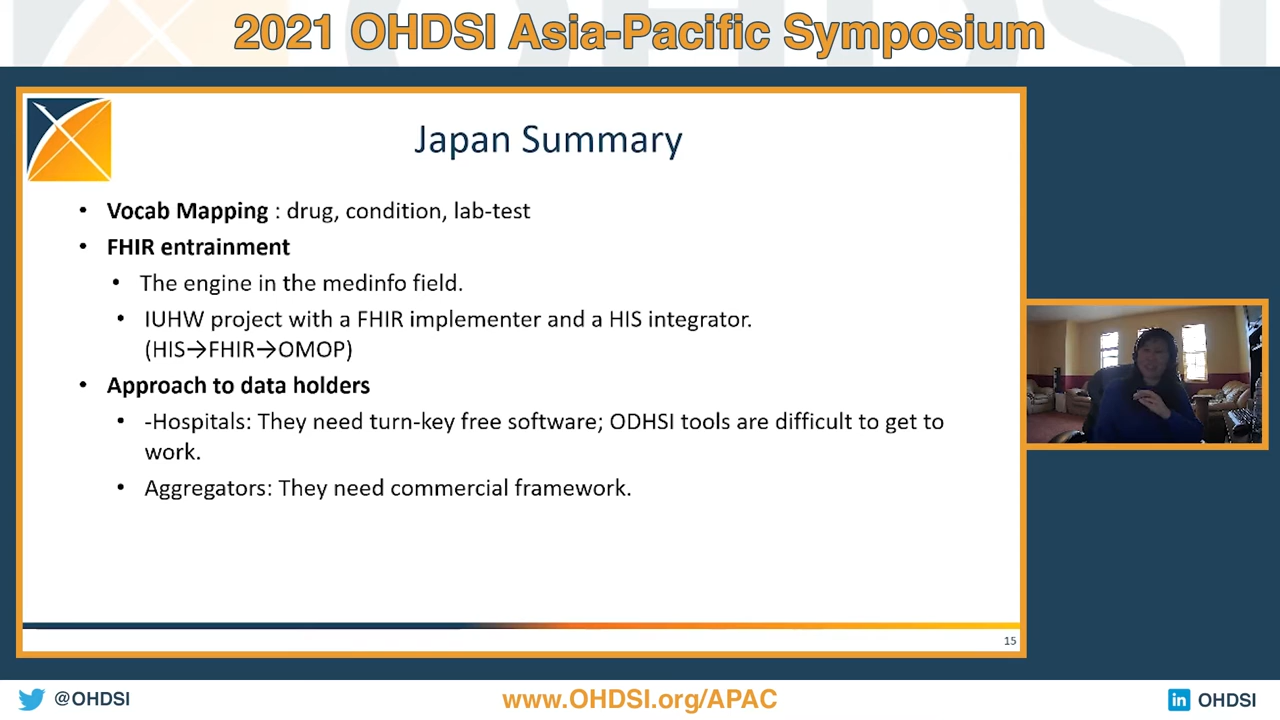 2021 OHDSI Asia-Pacific Symposium
Japan Summary
• Vocab Mapping : drug, condition, lab-test
• FHIR entrainment
• The engine in the medinfo field.
• IUHW project with a FHIR implementer and a HIS integrator.
(HIS→FHIR→OMOP)
• Approach to data holders
• -Hospitals: They need turn-key free software; ODHSI tools are difficult to get to
work.
• Aggregators: They need commercial framework.
15
@OHDSI
www.OHDSI.org/APAC
in OHDSI